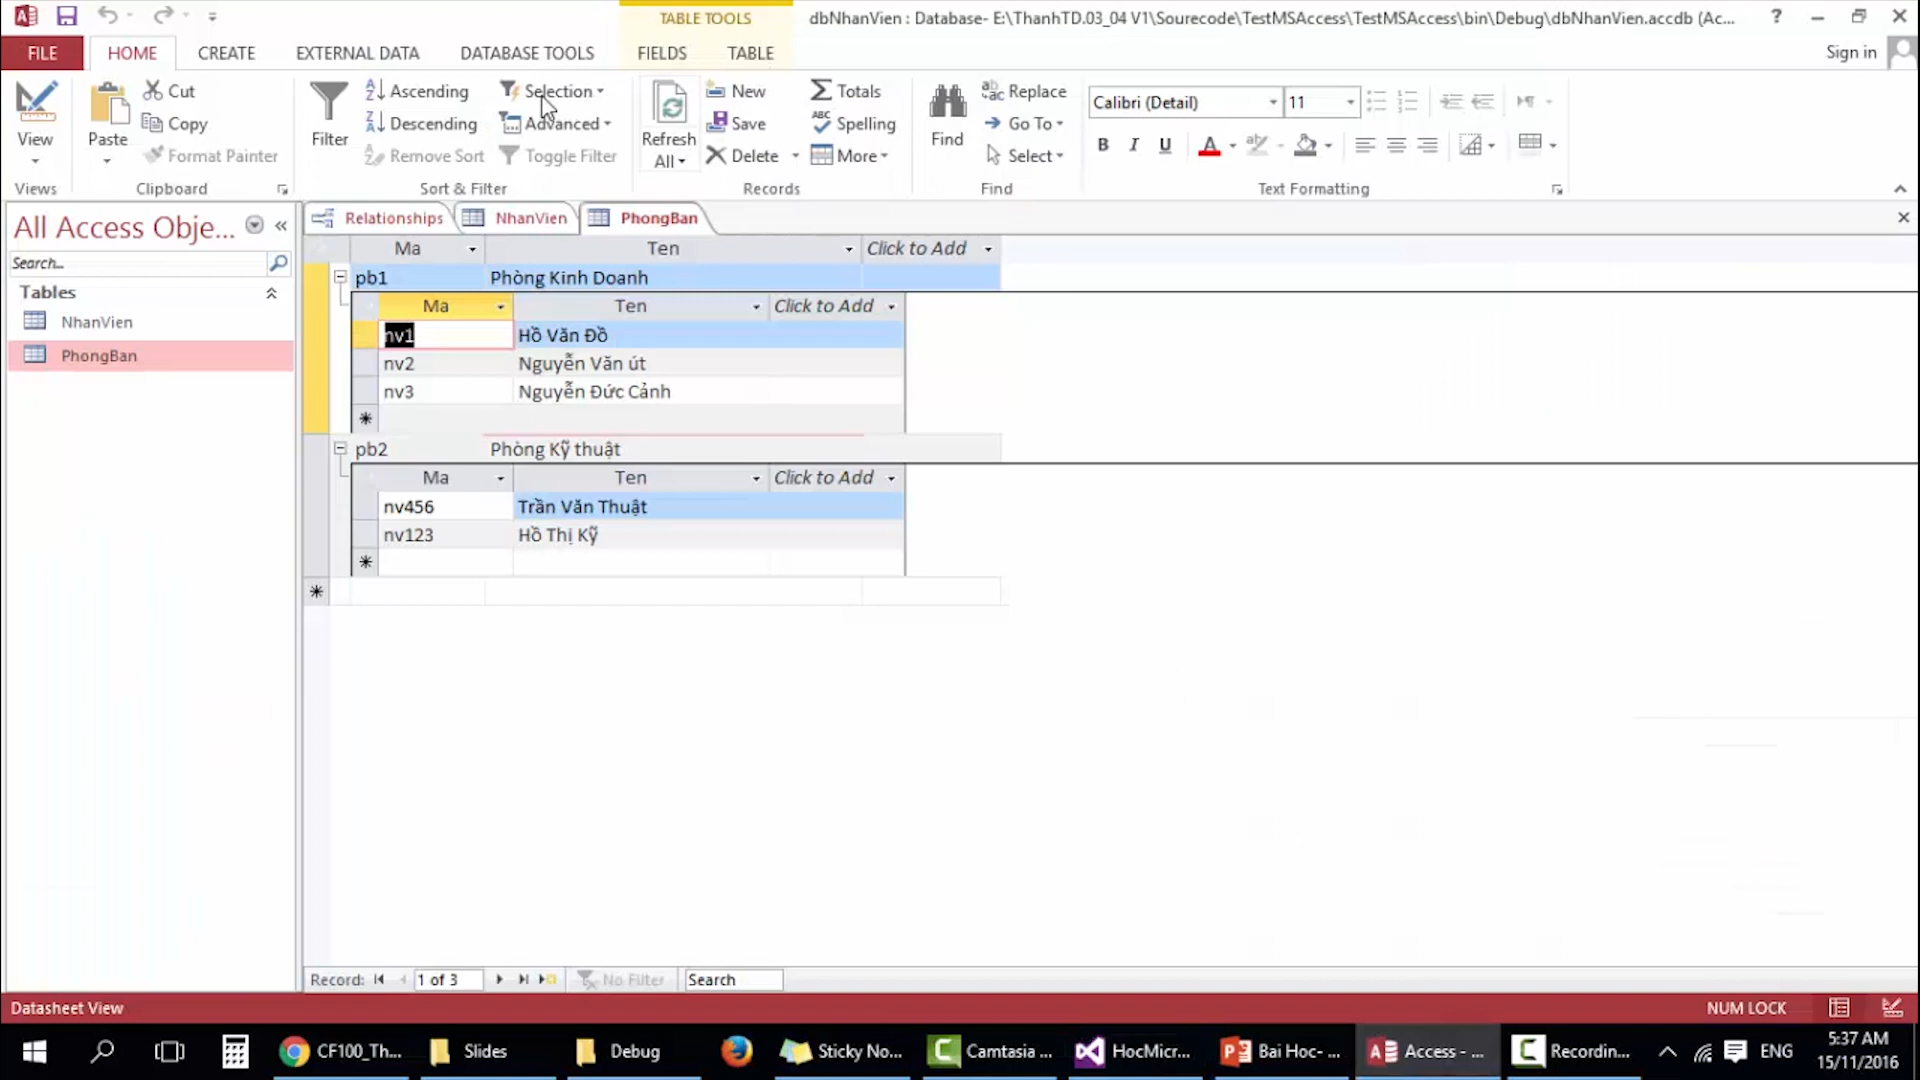 TABLE TOOLS
dbNhanVien : Database- E:\ThanhTD.03_04 V1\Sourecode\TestMSAccess\TestMSAccess\bin\Debug\dbNhanVien.accdb (Ac...
?
FILE HOME CREATE EXTERNAL DATA DATABASE TOOLS FIELDS TABLE Sign in
View
Paste
Cut
Copy
Format Painter
Filter
Ascending
Descending
Remove Sort
Selection
Advanced
Toggle Filter
Refresh
All
New
Save
Delete
Totals
Spelling
More
Find
Replace
Go To
Select
Calibri (Detail) 11
B I U A
Views Clipboard Sort & Filter Records Find Text Formatting
All Access Obje... «
Search...
Tables
NhanVien
PhongBan
Relationships NhanVien PhongBan
Ma Ten Click to Add
pb1 Phòng Kinh Doanh
Ma Ten Click to Add
nv1 Hồ Văn Đồ
nv2 Nguyễn Văn út
nv3 Nguyễn Đức Cảnh
pb2 Phòng Kỹ thuật
Ma Ten Click to Add
nv456 Trần Văn Thuật
nv123 Hồ Thị Kỹ
Record: 1 of 3 No Filter Search
Datasheet View NUM LOCK
CF100_Th... Slides Debug Sticky No... Camtasia ... HocMicr... Bai Hoc- ... Access - ... Recordin... ENG
5:37 AM
15/11/2016